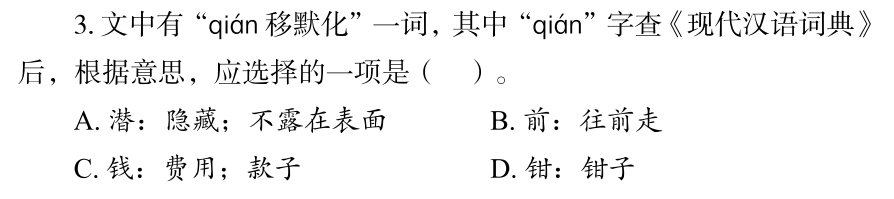 3. 文中有“qián 移默化”一词，其中“qián”字查《现代汉语词典》
后，根据意思，应选择的一项是（　　）。
A. 潜：隐藏；不露在表面　　B. 前：往前走
C. 钱：费用；款子　　D. 钳：钳子